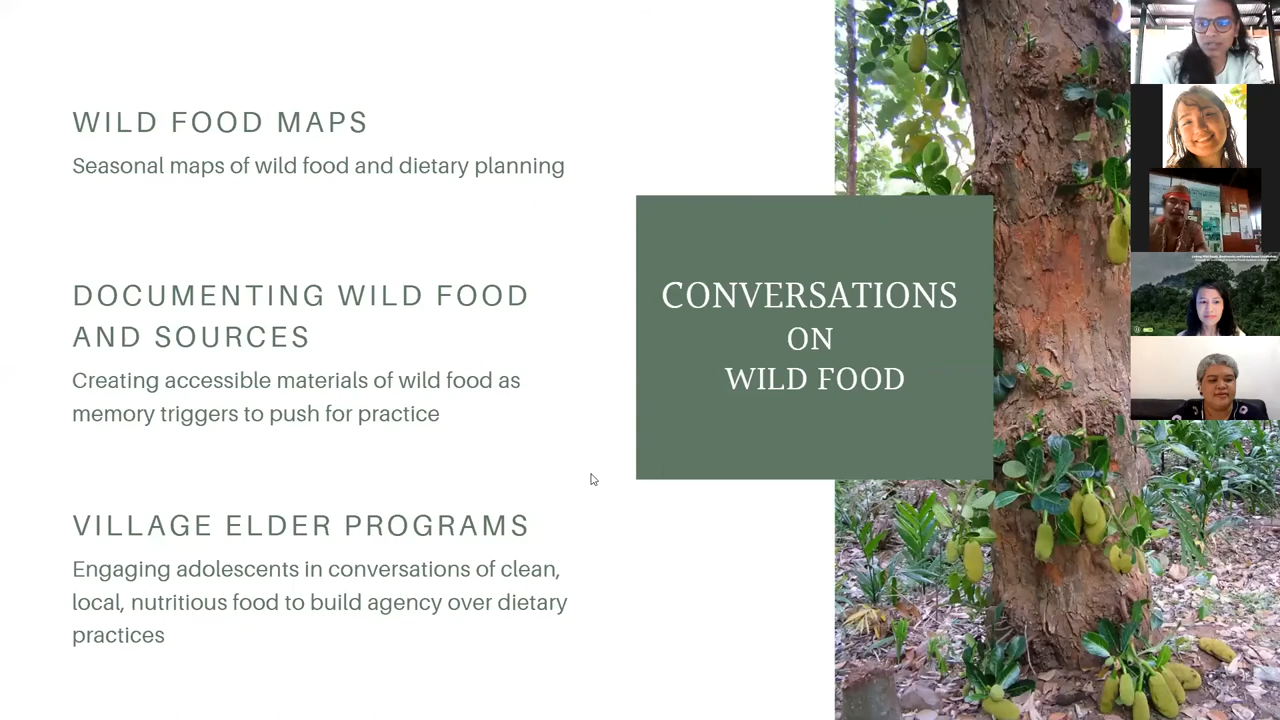 WILD FOOD MAPS
Seasonal maps of wild food and dietary planning
DOCUMENTING WILD FOOD
AND SOURCES
Creating accessible materials of wild food as
memory triggers to push for practice
VILLAGE ELDER PROGRAMS
Engaging adolescents in conversations of clean,
local, nutritious food to build agency over dietary
practices
CONVERSATIONS
ON
WILD FOOD